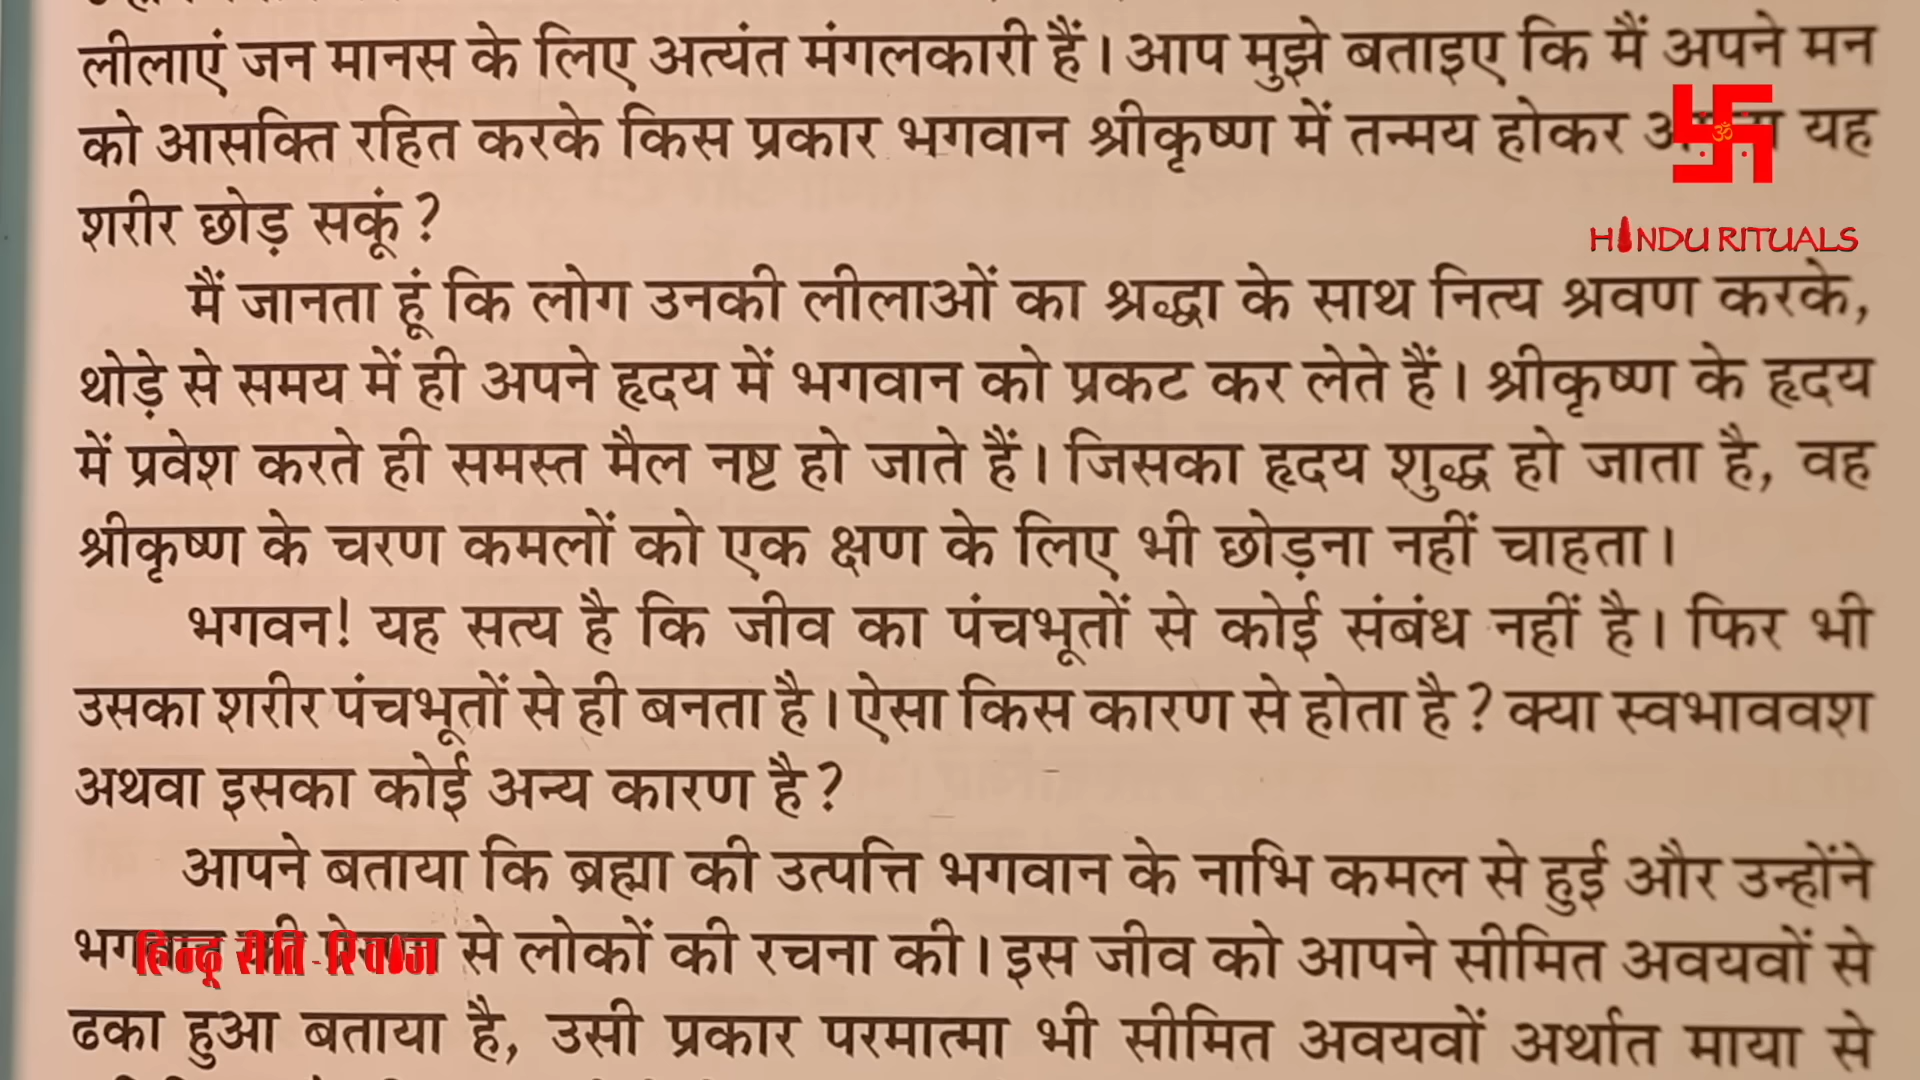 लीलाएं जन मानस के लिए अत्यंत मंगलकारी हैं। आप मुझे बताइए कि मैं अपने मन
को आसक्ति रहित करके किस प्रकार भगवान श्रीकृष्ण में तन्मय होकर यह
शरीर छोड़ सकूं?
HINDU RITUALS
मैं जानता हूं कि लोग उनकी लीलाओं का श्रद्धा के साथ नित्य श्रवण करके,
थोड़े से समय में ही अपने हृदय में भगवान को प्रकट कर लेते हैं। श्रीकृष्ण के हृदय
में प्रवेश करते ही समस्त मैल नष्ट हो जाते हैं। जिसका हृदय शुद्ध हो जाता है, वह
श्रीकृष्ण के चरण कमलों को एक क्षण के लिए भी छोड़ना नहीं चाहता।
भगवन! यह सत्य है कि जीव का पंचभूतों से कोई संबंध नहीं है। फिर भी
उसका शरीर पंचभूतों से ही बनता है। ऐसा किस कारण से होता है? क्या स्वभाववश
अथवा इसका कोई अन्य कारण है?
आपने बताया कि ब्रह्मा की उत्पत्ति भगवान के नाभि कमल से हुई और उन्होंने
से लोकों की रचना की। इस जीव को आपने सीमित अवयवों से
हिन्दू रीति-रिवाज
ढका हुआ बताया है, उसी प्रकार परमात्मा भी सीमित अवयवों अर्थात माया से